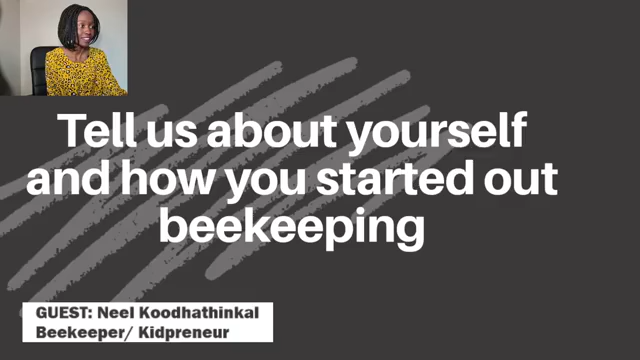 Tell us about yourself
and how you started out
beekeeping
GUEST: Neel Koodhathinkal
Beekeeper/ Kidpreneur